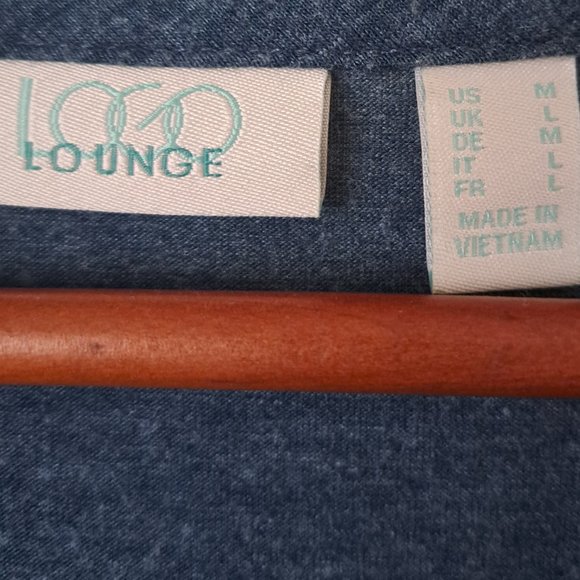 LOGO
LOUNGE
US M
UK L
DE M
IT L
FR L
MADE IN
VIETNAM